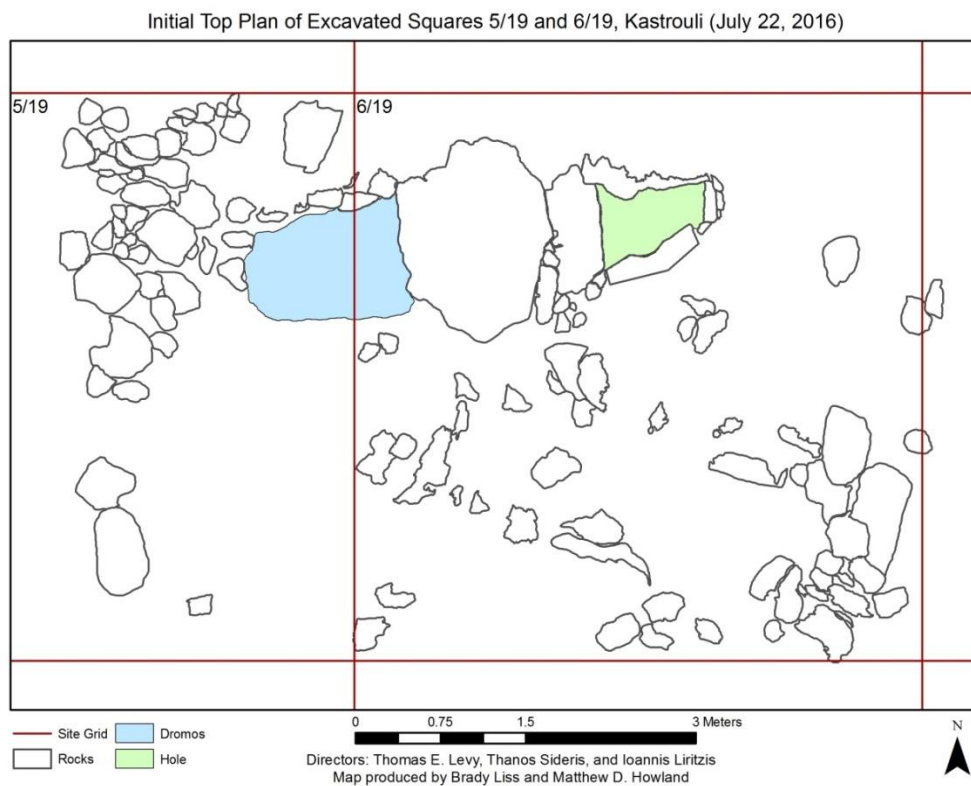 Initial Top Plan of Excavated Squares 5/19 and 6/19, Kastrouli (July 22, 2016)
5/19
6/19
Site Grid
Dromos
Rocks
Hole
0
0.75
1.5
3 Meters
Directors: Thomas E. Levy, Thanos Sideris, and Ioannis Liritzis
Map produced by Brady Liss and Matthew D. Howland
N